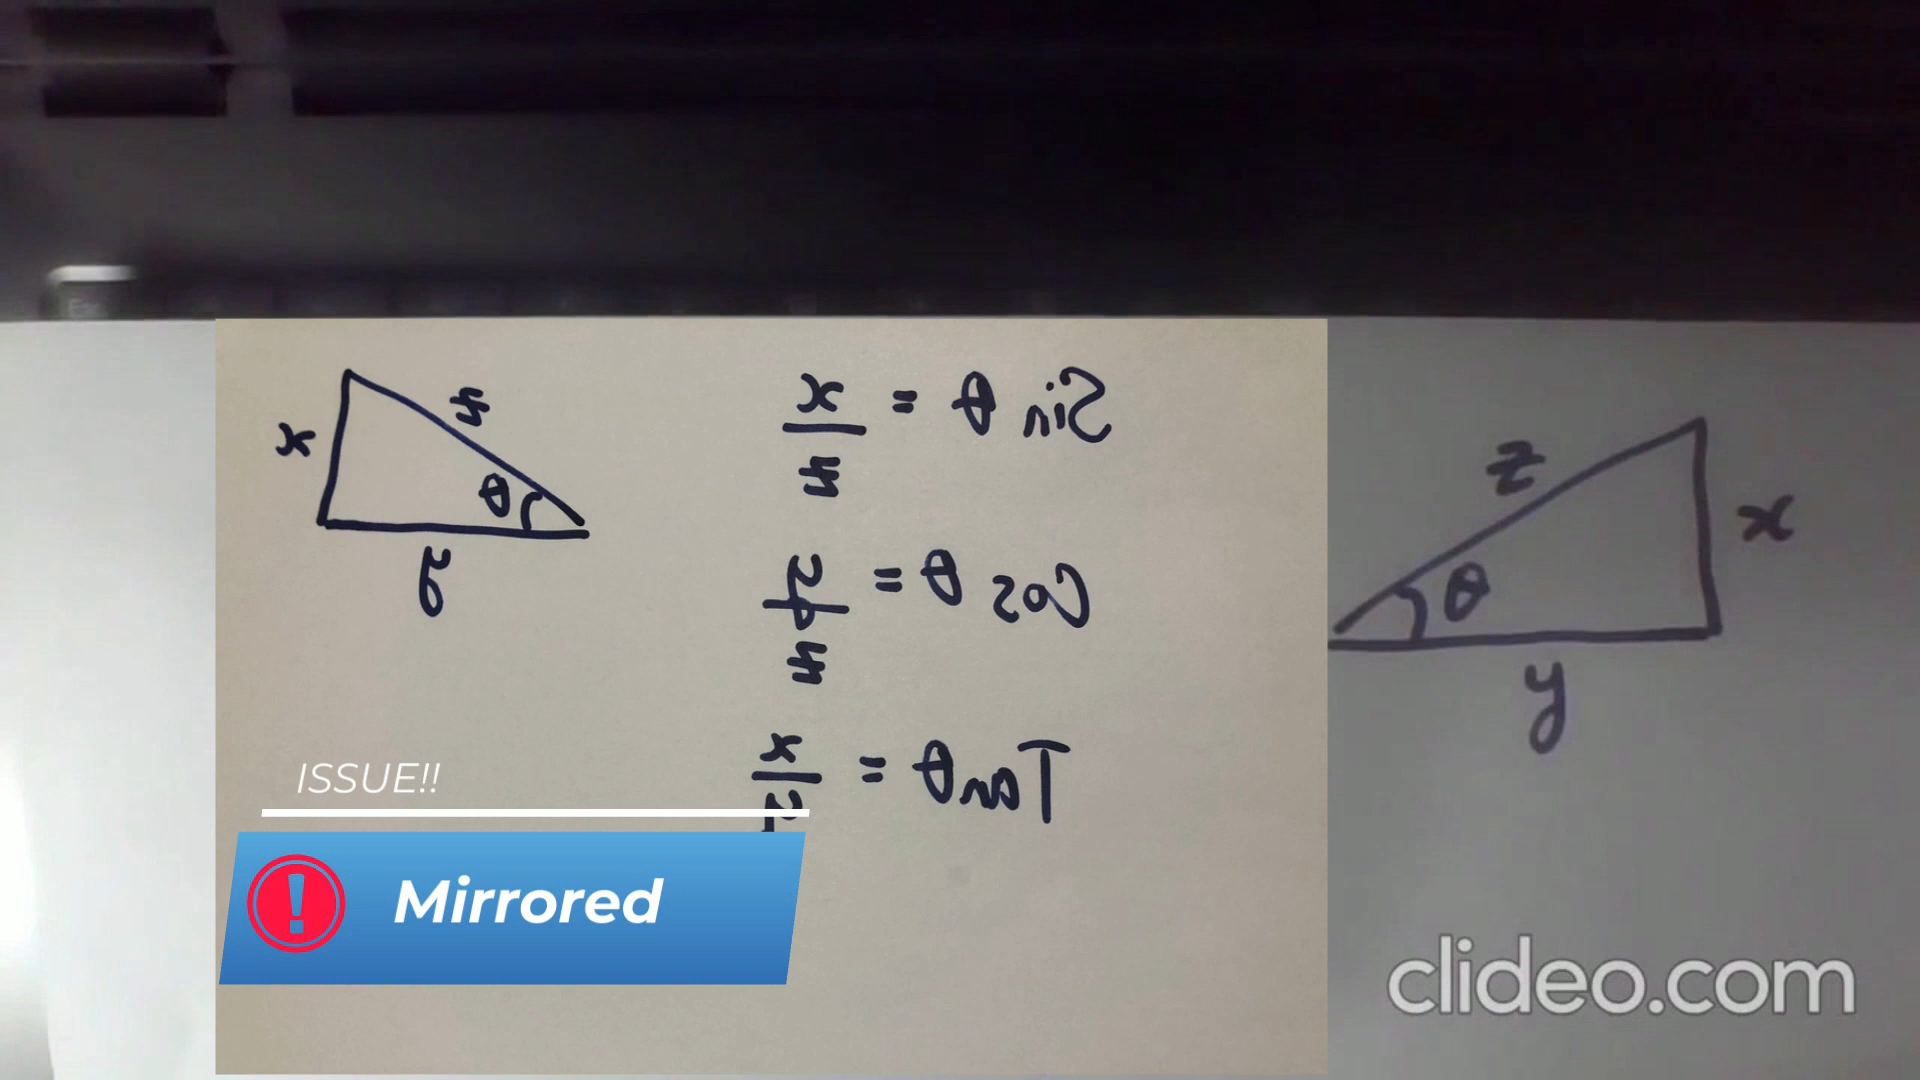 Sin θ = x/z
Cos θ = y/z
Tan θ = x/y
x
z
θ
y
z
x
θ
y
ISSUE!!
Mirrored
clideo.com